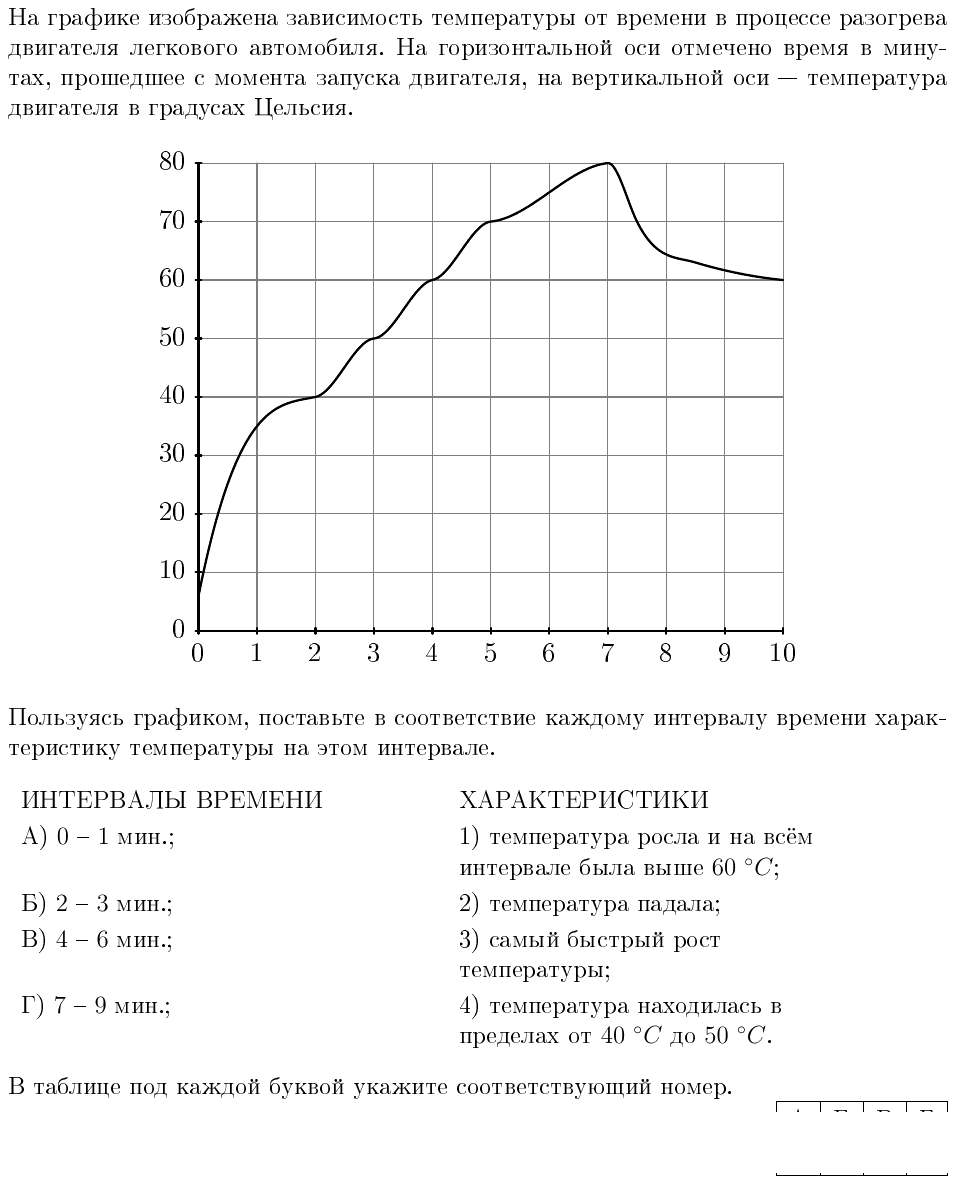 На графике изображена зависимость температуры от времени в процессе разогрева
двигателя легкового автомобиля. На горизонтальной оси отмечено время в мину-
тах, прошедшее с момента запуска двигателя, на вертикальной оси — температура
двигателя в градусах Цельсия.
80
70
60
50
40
30
20
10
0
0 1 2 3 4 5 6 7 8 9 10
Пользуясь графиком, поставьте в соответствие каждому интервалу времени харак-
теристику температуры на этом интервале.
ИНТЕРВАЛЫ ВРЕМЕНИ ХАРАКТЕРИСТИКИ
А) 0 – 1 мин.; 1) температура росла и на всём
интервале была выше 60 °C;
Б) 2 – 3 мин.; 2) температура падала;
В) 4 – 6 мин.; 3) самый быстрый рост
температуры;
Г) 7 – 9 мин.; 4) температура находилась в
пределах от 40 °C до 50 °C.
В таблице под каждой буквой укажите соответствующий номер.